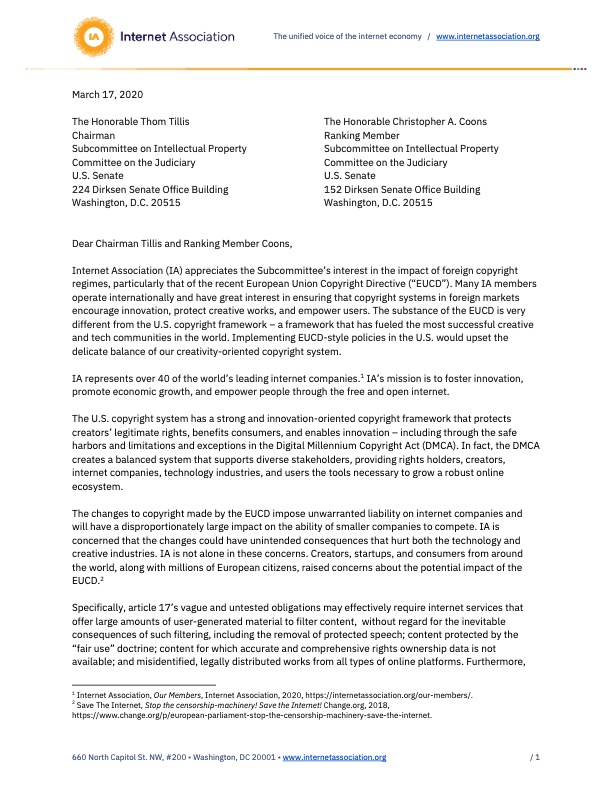 IA Internet Association
The unified voice of the internet economy / www.internetassociation.org
March 17, 2020
The Honorable Thom Tillis
Chairman
Subcommittee on Intellectual Property
Committee on the Judiciary
U.S. Senate
224 Dirksen Senate Office Building
Washington, D.C. 20515
The Honorable Christopher A. Coons
Ranking Member
Subcommittee on Intellectual Property
Committee on the Judiciary
U.S. Senate
152 Dirksen Senate Office Building
Washington, D.C. 20515
Dear Chairman Tillis and Ranking Member Coons,
Internet Association (IA) appreciates the Subcommittee’s interest in the impact of foreign copyright
regimes, particularly that of the recent European Union Copyright Directive (“EUCD”). Many IA members
operate internationally and have great interest in ensuring that copyright systems in foreign markets
encourage innovation, protect creative works, and empower users. The substance of the EUCD is very
different from the U.S. copyright framework – a framework that has fueled the most successful creative
and tech communities in the world. Implementing EUCD-style policies in the U.S. would upset the
delicate balance of our creativity-oriented copyright system.
IA represents over 40 of the world’s leading internet companies.¹ IA’s mission is to foster innovation,
promote economic growth, and empower people through the free and open internet.
The U.S. copyright system has a strong and innovation-oriented copyright framework that protects
creators’ legitimate rights, benefits consumers, and enables innovation – including through the safe
harbors and limitations and exceptions in the Digital Millennium Copyright Act (DMCA). In fact, the DMCA
creates a balanced system that supports diverse stakeholders, providing rights holders, creators,
internet companies, technology industries, and users the tools necessary to grow a robust online
ecosystem.
The changes to copyright made by the EUCD impose unwarranted liability on internet companies and
will have a disproportionately large impact on the ability of smaller companies to compete. IA is
concerned that the changes could have unintended consequences that hurt both the technology and
creative industries. IA is not alone in these concerns. Creators, startups, and consumers from around
the world, along with millions of European citizens, raised concerns about the potential impact of the
EUCD.²
Specifically, article 17’s vague and untested obligations may effectively require internet services that
offer large amounts of user-generated material to filter content, without regard for the inevitable
consequences of such filtering, including the removal of protected speech; content protected by the
“fair use” doctrine; content for which accurate and comprehensive rights ownership data is not
available; and misidentified, legally distributed works from all types of online platforms. Furthermore,
¹ Internet Association, Our Members, Internet Association, 2020, https://internetassociation.org/our-members/.
² Save The Internet, Stop the censorship-machinery! Save the Internet! Change.org, 2018,
https://www.change.org/p/european-parliament-stop-the-censorship-machinery-save-the-internet.
660 North Capitol St. NW, #200 • Washington, DC 20001 • www.internetassociation.org / 1